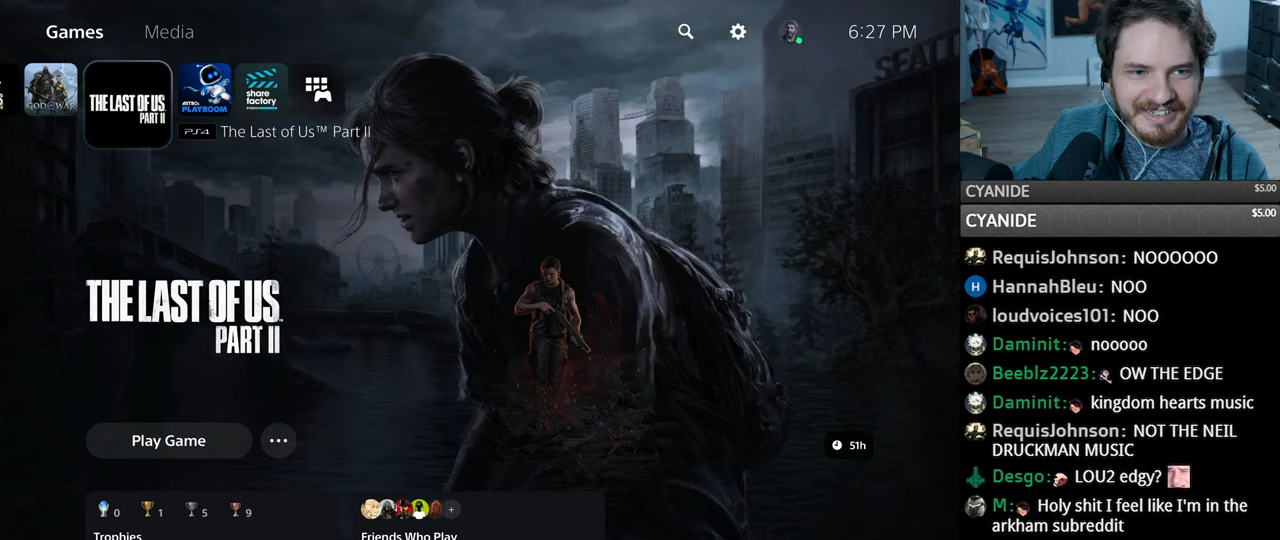 Games
Media
6:27 PM
SEATT
GOD OF WAR
THE LAST OF US
PART II
ASTRO's
PLAYROOM
share
factory
PS4 The Last of Us™ Part II
THE LAST OF US
PART II
Play Game
51h
0 1 5 9
Trophies
Friends Who Play
CYANIDE $5.00
CYANIDE $5.00
RequisJohnson: NOOOOOO
H HannahBleu: NOO
loudvoices101: NOO
Daminit: nooooo
Beeblz2223: OW THE EDGE
Daminit: kingdom hearts music
RequisJohnson: NOT THE NEIL
DRUCKMAN MUSIC
Desgo: LOU2 edgy?
M: Holy shit I feel like I'm in the
arkham subreddit